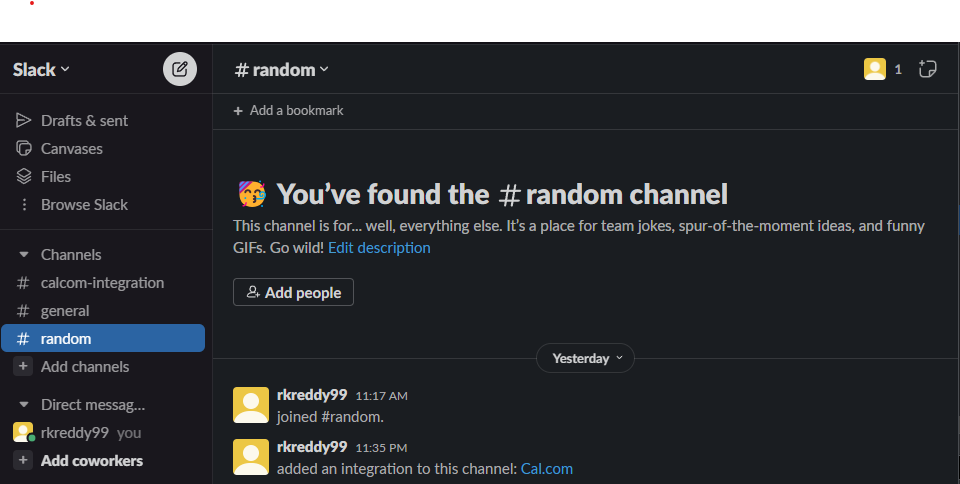 Slack
Drafts & sent
Canvases
Files
Browse Slack
Channels
# calcom-integration
# general
# random
+ Add channels
Direct messag...
rkreddy99 you
+ Add coworkers
# random
1
+ Add a bookmark
You’ve found the # random channel
This channel is for... well, everything else. It’s a place for team jokes, spur-of-the-moment ideas, and funny
GIFs. Go wild! Edit description
Add people
Yesterday
rkreddy99 11:17 AM
joined #random.
rkreddy99 11:35 PM
added an integration to this channel: Cal.com